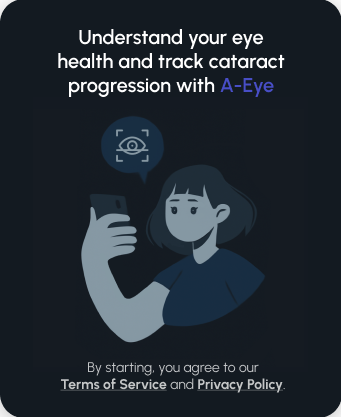 Understand your eye
health and track cataract
progression with A-Eye
By starting, you agree to our
Terms of Service and Privacy Policy.